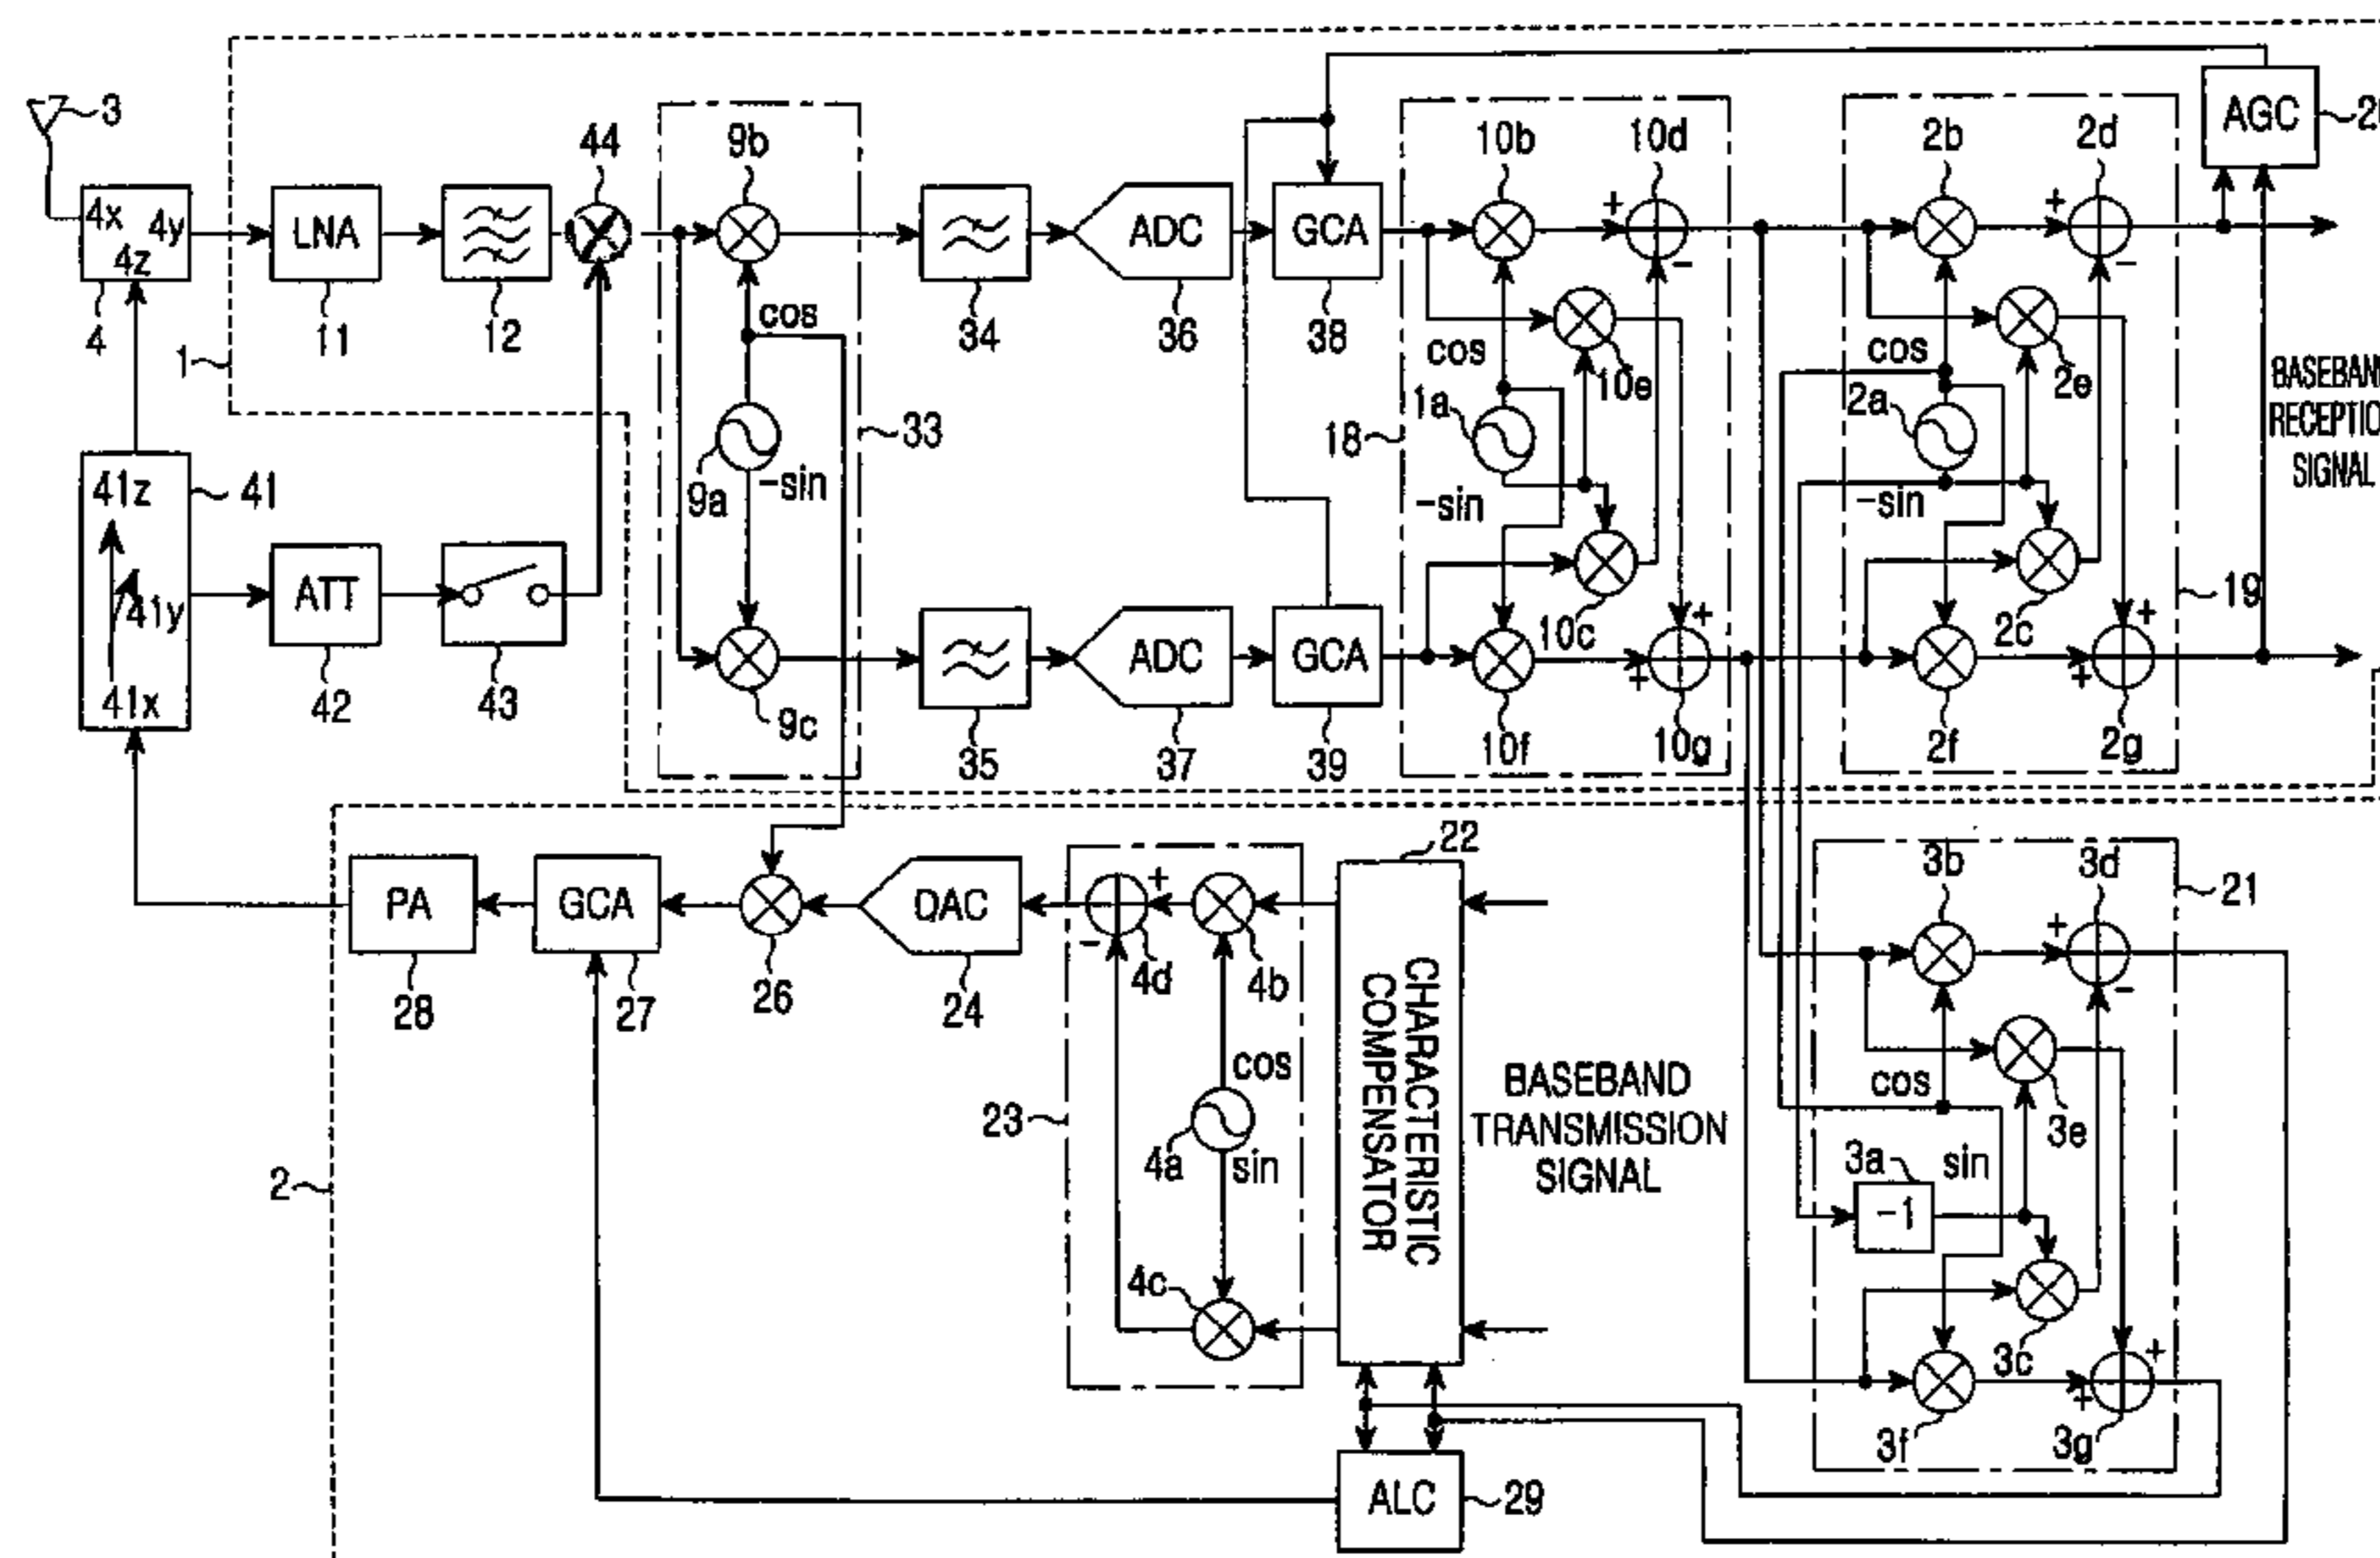 3
4x
4y
4z
4
1
LNA
11
12
44
9b
cos
9a
-sin
9c
33
34
ADC
36
GCA
38
35
ADC
37
GCA
39
10b
10d
+
-
cos
10e
1a
18
-sin
10c
+
+
10f
10g
2b
2d
+
-
cos
2e
2a
-sin
2c
+
+
2f
2g
19
AGC
41z
41
41y
41x
ATT
42
43
SIGNAL
2
PA
28
GCA
27
26
DAC
24
+
-
4d
4b
cos
4a
sin
4c
23
22
CHARACTERISTIC
COMPENSATOR
BASEBAND
TRANSMISSION
SIGNAL
ALC
29
3b
3d
21
+
-
cos
3e
3a
sin
-1
3c
+
+
3f
3g